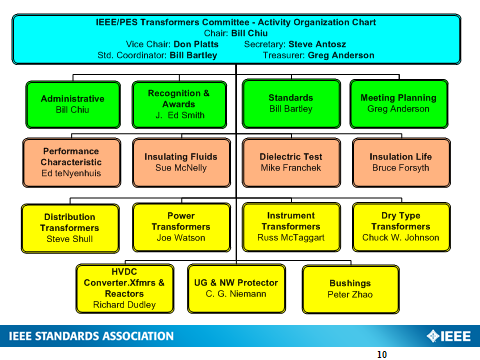 IEEE/PES Transformers Committee - Activity Organization Chart
Chair: Bill Chiu
Vice Chair: Don Platts Secretary: Steve Antosz
Std. Coordinator: Bill Bartley Treasurer: Greg Anderson
Administrative
Bill Chiu
Recognition &
Awards
J. Ed Smith
Standards
Bill Bartley
Meeting Planning
Greg Anderson
Performance
Characteristic
Ed teNyenhuis
Insulating Fluids
Sue McNelly
Dielectric Test
Mike Franchek
Insulation Life
Bruce Forsyth
Distribution
Transformers
Steve Shull
Power
Transformers
Joe Watson
Instrument
Transformers
Russ McTaggart
Dry Type
Transformers
Chuck W. Johnson
HVDC
Converter.Xfmrs &
Reactors
Richard Dudley
UG & NW Protector
C. G. Niemann
Bushings
Peter Zhao
IEEE STANDARDS ASSOCIATION
IEEE
10